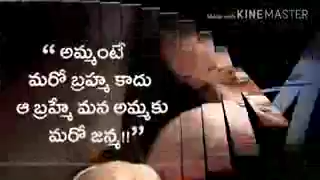 Made with KINEMASTER
“ అమ్మంటే
మరో బ్రహ్మ కాదు
ఆ బ్రహ్మే మన అమ్మకు
మరో జన్మ!!”